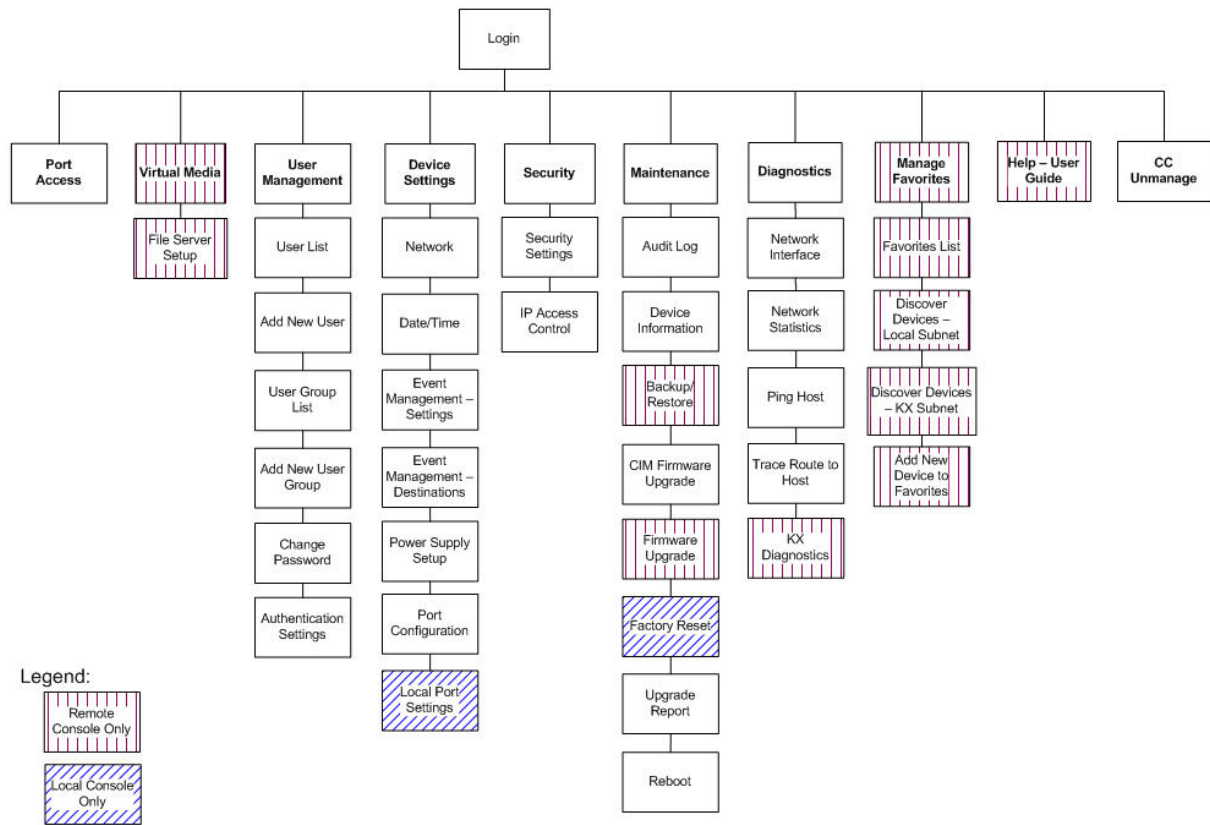 Login
Port
Access
Virtual Media
File Server
Setup
User
Management
User List
Add New User
User Group
List
Add New User
Group
Change
Password
Authentication
Settings
Device
Settings
Network
Date/Time
Event
Management –
Settings
Event
Management –
Destinations
Power Supply
Setup
Port
Configuration
Local Port
Settings
Security
Security
Settings
IP Access
Control
Maintenance
Audit Log
Device
Information
Backup/
Restore
CIM Firmware
Upgrade
Firmware
Upgrade
Factory Reset
Upgrade
Report
Reboot
Diagnostics
Network
Interface
Network
Statistics
Ping Host
Trace Route to
Host
KX
Diagnostics
Manage
Favorites
Favorites List
Discover
Devices –
Local Subnet
Discover Devices
– KX Subnet
Add New
Device to
Favorites
Help – User
Guide
CC
Unmanage
Legend:
Remote
Console Only
Local Console
Only